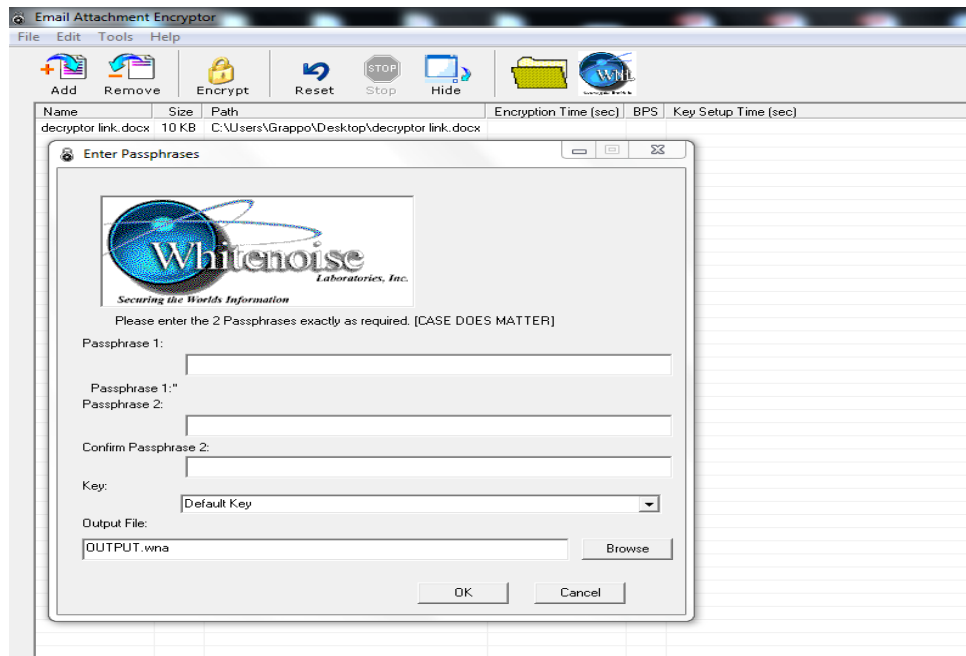 Email Attachment Encryptor
File Edit Tools Help
STOP
WNL
Add Remove Encrypt Reset Stop Hide
Name Size Path Encryption Time (sec) BPS Key Setup Time (sec)
decryptor link.docx 10 KB C:\Users\Grappo\Desktop\decryptor link.docx
Enter Passphrases
Whitenoise
Laboratories, Inc.
Securing the Worlds Information
Please enter the 2 Passphrases exactly as required. [CASE DOES MATTER]
Passphrase 1:
Passphrase 1:"
Passphrase 2:
Confirm Passphrase 2:
Key:
Default Key
Output File:
OUTPUT.wna
Browse
OK Cancel